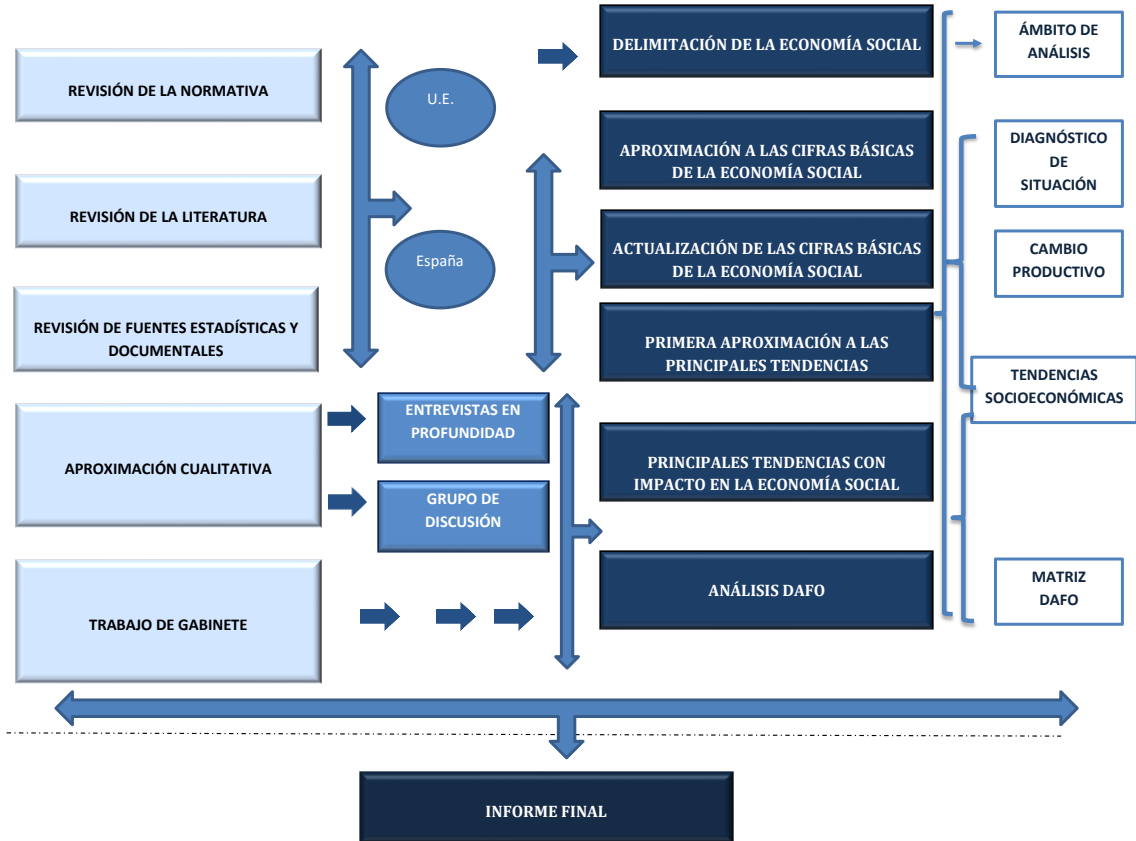 REVISIÓN DE LA NORMATIVA
REVISIÓN DE LA LITERATURA
REVISIÓN DE FUENTES ESTADÍSTICAS Y
DOCUMENTALES
APROXIMACIÓN CUALITATIVA
TRABAJO DE GABINETE
U.E.
España
ENTREVISTAS EN
PROFUNDIDAD
GRUPO DE
DISCUSIÓN
DELIMITACIÓN DE LA ECONOMÍA SOCIAL
APROXIMACIÓN A LAS CIFRAS BÁSICAS
DE LA ECONOMÍA SOCIAL
ACTUALIZACIÓN DE LAS CIFRAS BÁSICAS
DE LA ECONOMÍA SOCIAL
PRIMERA APROXIMACIÓN A LAS
PRINCIPALES TENDENCIAS
PRINCIPALES TENDENCIAS CON
IMPACTO EN LA ECONOMÍA SOCIAL
ANÁLISIS DAFO
ÁMBITO DE
ANÁLISIS
DIAGNÓSTICO
DE
SITUACIÓN
CAMBIO
PRODUCTIVO
TENDENCIAS
SOCIOECONÓMICAS
MATRIZ
DAFO
INFORME FINAL